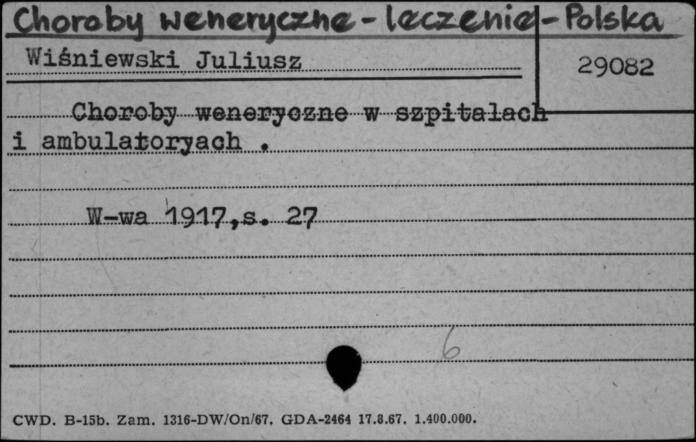 Choroby weneryczne - leczenie - Polska
Wiśniewski Juliusz
29082
Choroby weneryczne w szpitalach
i ambulatoryach .
W-wa 1917,s. 27
6
CWD. B-15b. Zam. 1316-DW/On/67. GDA-2464 17.8.67. 1.400.000.